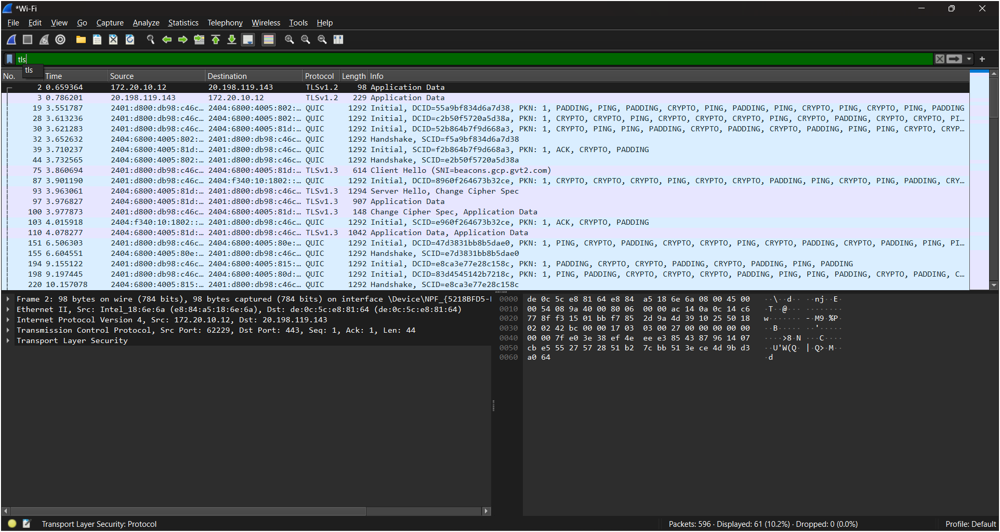 *Wi-Fi
File Edit View Go Capture Analyze Statistics Telephony Wireless Tools Help
tls
tls
No. Time Source Destination Protocol Length Info
2 0.659364 172.20.10.12 20.198.119.143 TLSv1.2 98 Application Data
3 0.786201 20.198.119.143 172.20.10.12 TLSv1.2 229 Application Data
19 3.551787 2401:d800:db98:c46c… 2404:6800:4005:802:… QUIC 1292 Initial, DCID=55a9bf834d6a7d38, PKN: 1, PADDING, PING, PADDING, CRYPTO, PING, PADDING, PING, CRYPTO, PING, CRYPTO, PING, PADDING
28 3.613236 2401:d800:db98:c46c… 2404:6800:4005:802:… QUIC 1292 Initial, DCID=c2b50f5720a5d38a, PKN: 1, CRYPTO, CRYPTO, PING, CRYPTO, CRYPTO, CRYPTO, PING, CRYPTO, PADDING, CRYPTO, CRYPTO, PI…
30 3.621283 2401:d800:db98:c46c… 2404:6800:4005:81d:… QUIC 1292 Initial, DCID=52b864b7f9d668a3, PKN: 1, CRYPTO, PING, PING, PADDING, CRYPTO, PADDING, CRYPTO, PADDING, PING, PING, CRYPTO, CRYP…
32 3.652632 2404:6800:4005:802:… 2401:d800:db98:c46c… QUIC 1292 Handshake, SCID=f5a9bf834d6a7d38
39 3.710237 2404:6800:4005:81d:… 2401:d800:db98:c46c… QUIC 1292 Initial, SCID=f2b864b7f9d668a3, PKN: 1, ACK, CRYPTO, PADDING
44 3.732565 2404:6800:4005:802:… 2401:d800:db98:c46c… QUIC 1292 Handshake, SCID=e2b50f5720a5d38a
75 3.860694 2401:d800:db98:c46c… 2404:6800:4005:81d:… TLSv1.3 614 Client Hello (SNI=beacons.gcp.gvt2.com)
87 3.901190 2401:d800:db98:c46c… 2404:f340:10:1802::… QUIC 1292 Initial, DCID=8960f264673b32ce, PKN: 1, CRYPTO, CRYPTO, CRYPTO, PING, CRYPTO, CRYPTO, PADDING, PING, CRYPTO, PING, PADDING, CRY…
93 3.963061 2404:6800:4005:81d:… 2401:d800:db98:c46c… TLSv1.3 1294 Server Hello, Change Cipher Spec
97 3.976827 2404:6800:4005:81d:… 2401:d800:db98:c46c… TLSv1.3 907 Application Data
100 3.977873 2401:d800:db98:c46c… 2404:6800:4005:81d:… TLSv1.3 148 Change Cipher Spec, Application Data
103 4.015918 2404:f340:10:1802::… 2401:d800:db98:c46c… QUIC 1292 Initial, SCID=e960f264673b32ce, PKN: 1, ACK, CRYPTO, PADDING
110 4.078277 2404:6800:4005:81d:… 2401:d800:db98:c46c… TLSv1.3 1042 Application Data, Application Data
151 6.506303 2401:d800:db98:c46c… 2404:6800:4005:80e:… QUIC 1292 Initial, DCID=47d3831bb8b5dae0, PKN: 1, PING, CRYPTO, PADDING, CRYPTO, CRYPTO, PING, CRYPTO, PADDING, CRYPTO, PADDING, PING, PI…
155 6.604551 2404:6800:4005:80e:… 2401:d800:db98:c46c… QUIC 1292 Handshake, SCID=e7d3831bb8b5dae0
194 9.155122 2401:d800:db98:c46c… 2404:6800:4005:815:… QUIC 1292 Initial, DCID=e8ca3e77e28c158c, PKN: 1, PADDING, CRYPTO, CRYPTO, PADDING, CRYPTO, PADDING, PING, PADDING
198 9.197445 2401:d800:db98:c46c… 2404:6800:4005:80d:… QUIC 1292 Initial, DCID=83d4545142b7218c, PKN: 1, PING, PADDING, CRYPTO, CRYPTO, CRYPTO, PADDING, PING, PING, PADDING, CRYPTO, PADDING, C…
220 10.157078 2404:6800:4005:815:… 2401:d800:db98:c46c… QUIC 1292 Handshake, SCID=e8ca3e77e28c158c
Frame 2: 98 bytes on wire (784 bits), 98 bytes captured (784 bits) on interface \Device\NPF_{5218BFD5-
Ethernet II, Src: Intel_18:6e:6a (e8:84:a5:18:6e:6a), Dst: de:0c:5c:e8:81:64 (de:0c:5c:e8:81:64)
Internet Protocol Version 4, Src: 172.20.10.12, Dst: 20.198.119.143
Transmission Control Protocol, Src Port: 62229, Dst Port: 443, Seq: 1, Ack: 1, Len: 44
Transport Layer Security
0000 de 0c 5c e8 81 64 e8 84 a5 18 6e 6a 08 00 45 00 ··\··d·· ··nj··E·
0010 00 54 08 9a 40 00 80 06 00 00 ac 14 0a 0c 14 c6 ·T··@··· ········
0020 77 8f f3 15 01 bb f7 85 2d 9a 4d 39 10 25 50 18 w······· -·M9·%P·
0030 02 02 42 bc 00 00 17 03 03 00 27 00 00 00 00 00 ··B····· ··'·····
0040 00 00 7f e0 3e 38 ef 4e ee e3 85 43 87 96 14 07 ····>8·N ···C····
0050 cb e5 55 27 57 28 51 b2 7c bb 51 3e ce 4d 9b d3 ··U'W(Q· |·Q>·M··
0060 a0 64 ·d
Transport Layer Security: Protocol
Packets: 596 · Displayed: 61 (10.2%) · Dropped: 0 (0.0%)
Profile: Default